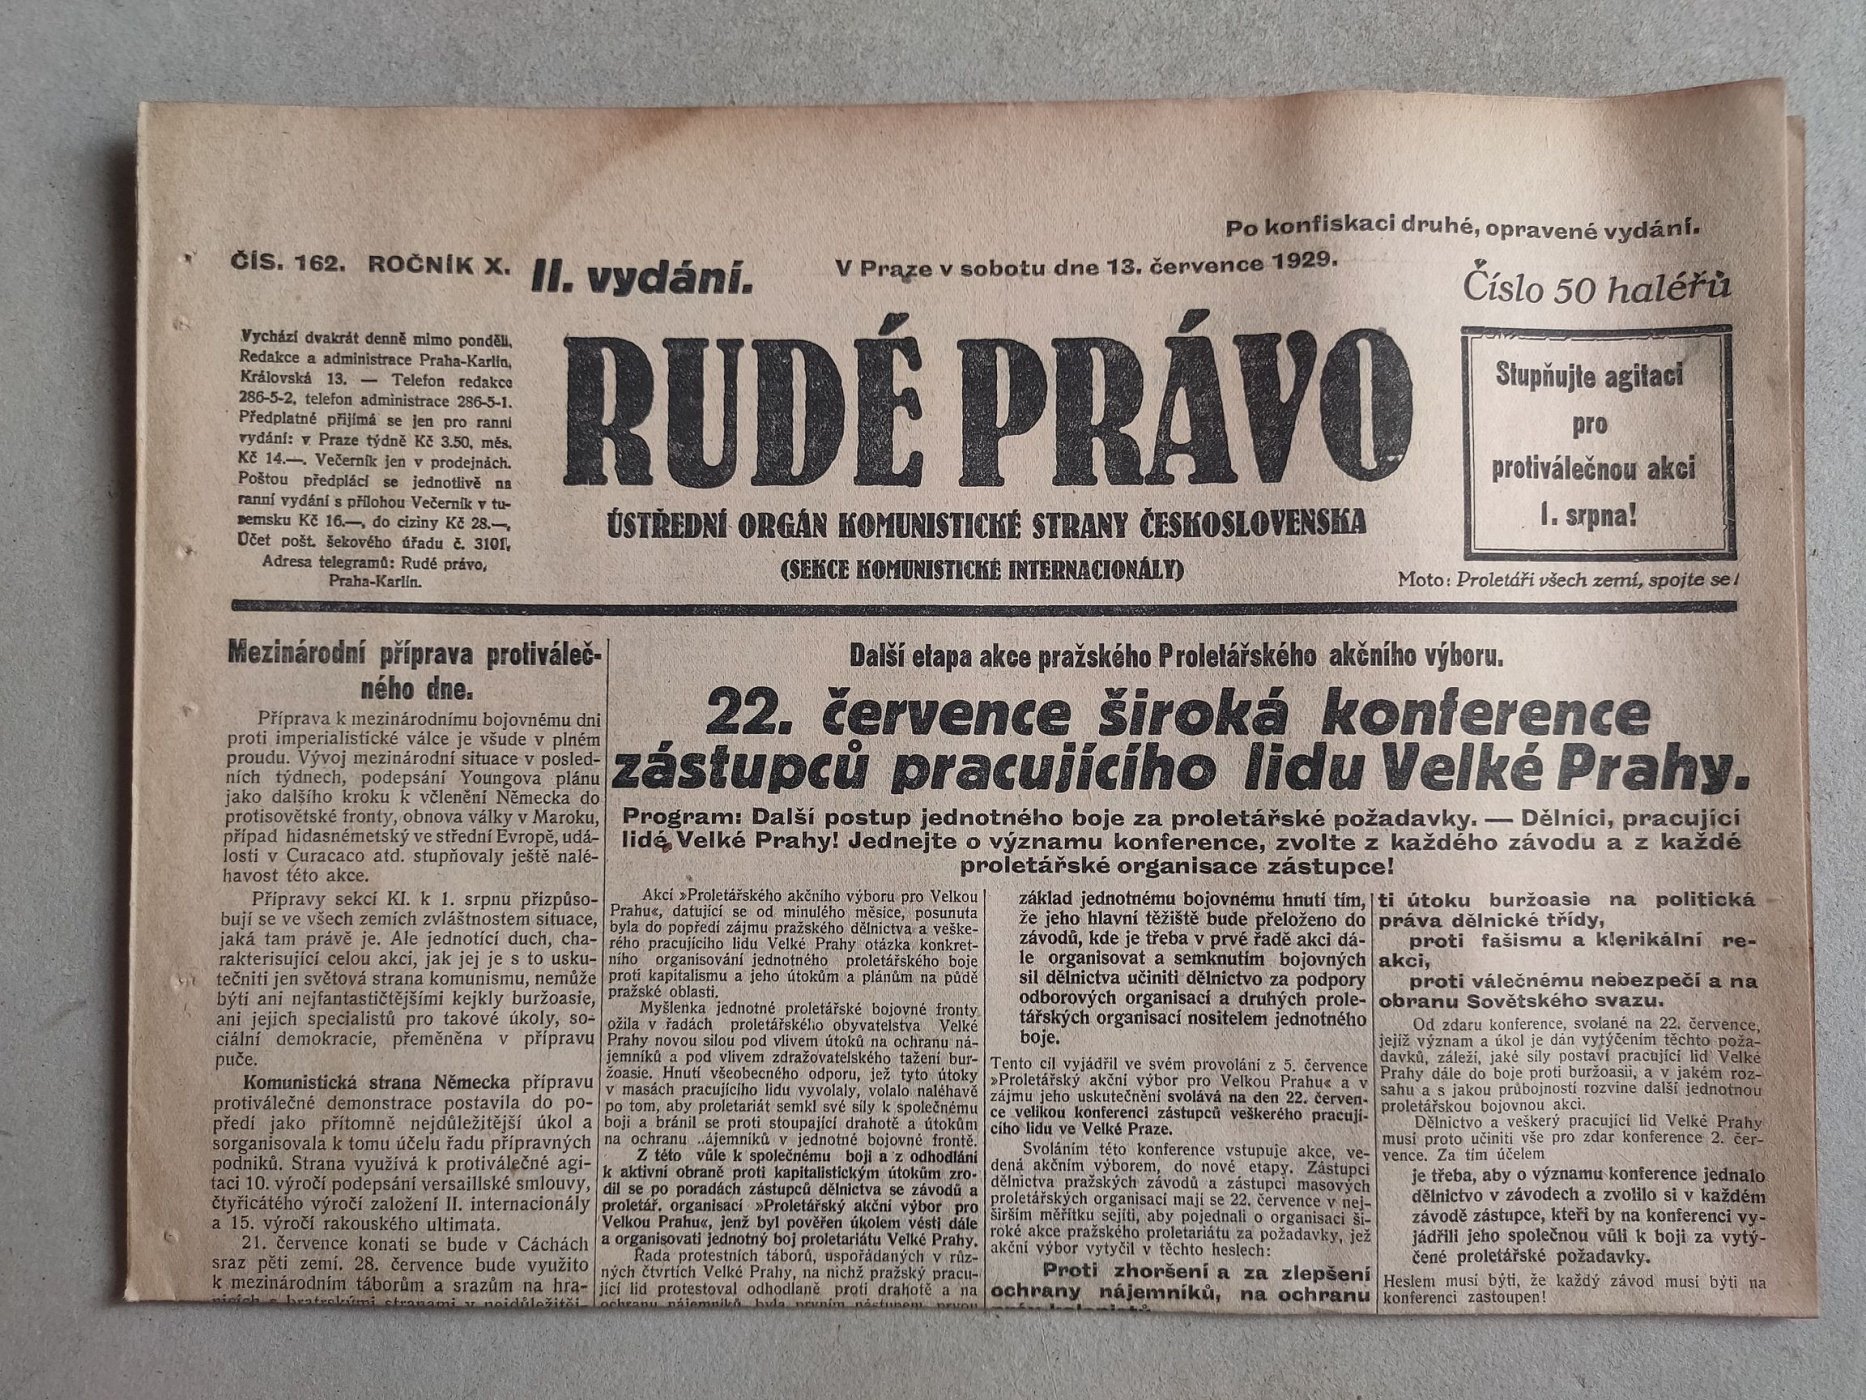 Po konfiskaci druhé, opravené vydání.
ČÍS. 162. ROČNÍK X. II. vydání. V Praze v sobotu dne 13. července 1929.
Číslo 50 haléřů
Vychází dvakrát denně mimo pondělí,
Redakce a administrace Praha-Karlín,
Královská 13. — Telefon redakce
286-5-2, telefon administrace 286-5-1.
Předplatné přijímá se jen pro ranní
vydání: v Praze týdně Kč 3.50, měs.
Kč 14.—. Večerník jen v prodejnách.
Poštou předplácí se jednotlivě na
ranní vydání s přílohou Večerník v tu-
zemsku Kč 16.—, do ciziny Kč 28.—,
Účet pošt. šekového úřadu č. 3101,
Adresa telegramů: Rudé právo,
Praha-Karlín.
RUDÉ PRÁVO
ÚSTŘEDNÍ ORGÁN KOMUNISTICKÉ STRANY ČESKOSLOVENSKA
(SEKCE KOMUNISTICKÉ INTERNACIONÁLY)
Stupňujte agitaci
pro
protiválečnou akci
1. srpna!
Moto: Proletáři všech zemí, spojte se!
Mezinárodní příprava protiváleč-
ného dne.
Příprava k mezinárodnímu bojovnému dni
proti imperialistické válce je všude v plném
proudu. Vývoj mezinárodní situace v posled-
ních týdnech, podepsání Youngova plánu
jako dalšího kroku k včlenění Německa do
protisovětské fronty, obnova války v Maroku,
případ hidasnémetský ve střední Evropě, udá-
losti v Curacaco atd. stupňovaly ještě nalé-
havost této akce.
Přípravy sekcí KI. k 1. srpnu přizpůso-
bují se ve všech zemích zvláštnostem situace,
jaká tam právě je. Ale jednotící duch, cha-
rakterisující celou akci, jak jej je s to usku-
tečniti jen světová strana komunismu, nemůže
býti ani nejfantastičtějšími kejkly buržoasie,
ani jejich specialistů pro takové úkoly, so-
ciální demokracie, přeměněna v přípravu
puče.
Komunistická strana Německa přípravu
protiválečné demonstrace postavila do po-
předí jako přítomně nejdůležitější úkol a
sorganisovala k tomu účelu řadu přípravných
podniků. Strana využívá k protiválečné agi-
taci 10. výročí podepsání versaillské smlouvy,
čtyřicátého výročí založení II. internacionály
a 15. výročí rakouského ultimata.
21. července konati se bude v Cáchách
sraz pěti zemí. 28. července bude využito
k mezinárodním táborům a srazům na hra-
nicích s bratrskými stranami v nejdůležitěj-
Další etapa akce pražského Proletářského akčního výboru.
22. července široká konference
zástupců pracujícího lidu Velké Prahy.
Program: Další postup jednotného boje za proletářské požadavky. — Dělníci, pracující
lidé Velké Prahy! Jednejte o významu konference, zvolte z každého závodu a z každé
proletářské organisace zástupce!
Akcí »Proletářského akčního výboru pro Velkou
Prahu«, datující se od minulého měsíce, posunuta
byla do popředí zájmu pražského dělnictva a veške-
rého pracujícího lidu Velké Prahy otázka konkret-
ního organisování jednotného proletářského boje
proti kapitalismu a jeho útokům a plánům na půdě
pražské oblasti.
Myšlenka jednotné proletářské bojovné fronty
ožila v řadách proletářského obyvatelstva Velké
Prahy novou silou pod vlivem útoků na ochranu ná-
jemníků a pod vlivem zdražovatelského tažení bur-
žoasie. Hnutí všeobecného odporu, jež tyto útoky
v masách pracujícího lidu vyvolaly, volalo naléhavě
po tom, aby proletariát semkl své síly k společnému
boji a bránil se proti stoupající drahotě a útokům
na ochranu ..ájemníků v jednotné bojovné frontě.
Z této vůle k společnému boji a z odhodlání
k aktivní obraně proti kapitalistickým útokům zro-
dil se po poradách zástupců dělnictva se závodů a
proletář. organisací »Proletářský akční výbor pro
Velkou Prahu«, jenž byl pověřen úkolem vésti dále
a organisovati jednotný boj proletariátu Velké Prahy.
Řada protestních táborů, uspořádaných v růz-
ných čtvrtích Velké Prahy, na nichž pražský pracu-
jící lid protestoval odhodlaně proti drahotě a na
ochranu nájemníků, byla prvním nástupem prvou
základ jednotnému bojovnému hnutí tím,
že jeho hlavní těžiště bude přeloženo do
závodů, kde je třeba v prvé řadě akci dá-
le organisovat a semknutím bojovných
sil dělnictva učiniti dělnictvo za podpory
odborových organisací a druhých prole-
tářských organisací nositelem jednotného
boje.
Tento cíl vyjádřil ve svém provolání z 5. července
»Proletářský akční výbor pro Velkou Prahu« a v
zájmu jeho uskutečnění svolává na den 22. červen-
ce velikou konferenci zástupců veškerého pracují-
cího lidu ve Velké Praze.
Svoláním této konference vstupuje akce, ve-
dená akčním výborem, do nové etapy. Zástupci
dělnictva pražských závodů a zástupci masových
proletářských organisací mají se 22. července v nej-
širším měřítku sejíti, aby pojednali o organisaci ši-
roké akce pražského proletariátu za požadavky, jež
akční výbor vytyčil v těchto heslech:
Proti zhoršení a za zlepšení
ochrany nájemníků, na ochranu
ti útoku buržoasie na politická
práva dělnické třídy,
proti fašismu a klerikální re-
akci,
proti válečnému nebezpečí a na
obranu Sovětského svazu.
Od zdaru konference, svolané na 22. července,
jejíž význam a úkol je dán vytýčením těchto poža-
davků, záleží, jaké síly postaví pracující lid Velké
Prahy dále do boje proti buržoasii, a v jakém roz-
sahu a s jakou průbojností rozvine další jednotnou
proletářskou bojovnou akci.
Dělnictvo a veškerý pracující lid Velké Prahy
musí proto učiniti vše pro zdar konference 2. čer-
vence. Za tím účelem
je třeba, aby o významu konference jednalo
dělnictvo v závodech a zvolilo si v každém
závodě zástupce, kteří by na konferenci vy-
jádřili jeho společnou vůli k boji za vytý-
čené proletářské požadavky.
Heslem musí býti, že každý závod musí býti na
konferenci zastoupen!